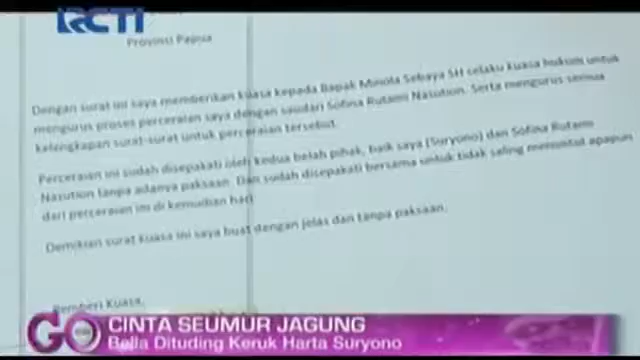 RCTI
Provinsi Papua
Dengan surat ini saya memberikan kuasa kepada Bapak Minola Sebaya SH selaku kuasa hukum untuk
mengurus proses perceraian saya dengan saudari Sofina Rutami Nasution. Serta mengurus semua
kelengkapan surat-surat untuk perceraian tersebut.
Perceraian ini sudah disepakati oleh kedua belah pihak, baik saya (Suryono) dan Sofina Rutami
Nasution tanpa adanya paksaan. Dan sudah disepakati bersama untuk tidak saling menuntut apapun
dari perceraian ini di kemudian hari
Demikian surat kuasa ini saya buat dengan jelas dan tanpa paksaan.
Pemberi Kuasa,
GO
CINTA SEUMUR JAGUNG
Bella Dituding Keruk Harta Suryono